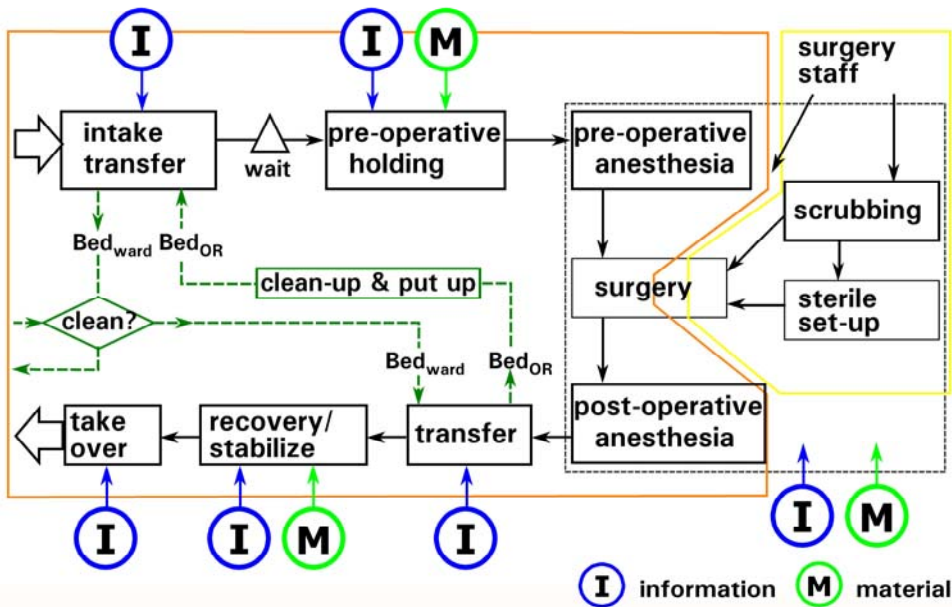 I
I
M
surgery
staff
intake
transfer
wait
pre-operative
holding
pre-operative
anesthesia
scrubbing
Bedward
BedOR
clean-up & put up
surgery
sterile
set-up
clean?
Bedward
BedOR
take
over
recovery/
stabilize
transfer
post-operative
anesthesia
I
I
M
I
I
M
I information
M material